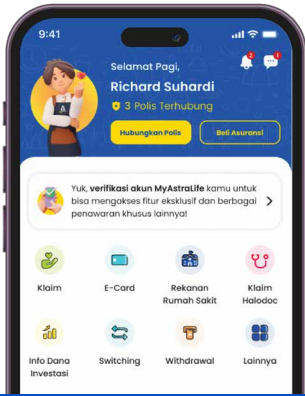 9:41
Selamat Pagi,
Richard Suhardi
3 Polis Terhubung
Hubungkan Polis
Beli Asuransi
Yuk, verifikasi akun MyAstraLife kamu untuk
bisa mengakses fitur eksklusif dan berbagai
penawaran khusus lainnya!
Klaim
E-Card
Rekanan
Rumah Sakit
Klaim
Halodoc
Info Dana
Investasi
Switching
Withdrawal
Lainnya